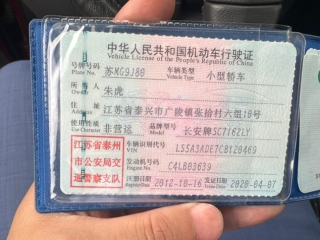 中华人民共和国机动车行驶证
Vehicle License of the People's Republic of China
号牌号码 苏MG9J80 车辆类型 小型轿车
Plate No. Vehicle Type
所有人 朱虎
Owner
住址 江苏省泰兴市广陵镇张拾村六组10号
Address
使用性质 非营运 品牌型号 长安牌SC7162LY
Use Character Model
江苏省泰州 车辆识别代号 LS5A3ADE7CB120469
VIN
市公安局交 发动机号码 C4LB03639
Engine No.
通警察支队 注册日期 2012-10-16 发证日期 2020-04-07
Register Date Issue Date